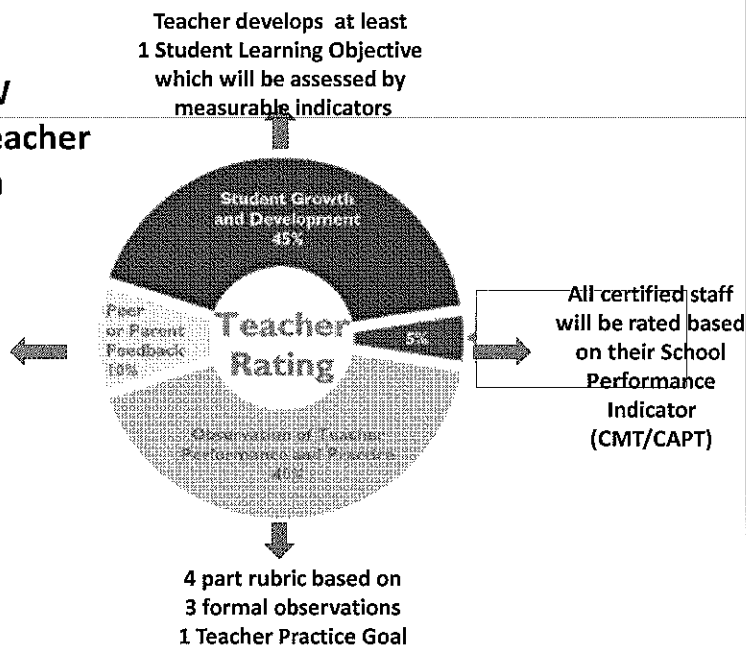 Teacher develops at least
1 Student Learning Objective
which will be assessed by
measurable indicators
Student Growth
and Development
45%
Peer
or Parent
Feedback
10%
Teacher
Rating
5%
All certified staff
will be rated based
on their School
Performance
Indicator
(CMT/CAPT)
Observation of Teacher
Performance and Practice
40%
4 part rubric based on
3 formal observations
1 Teacher Practice Goal